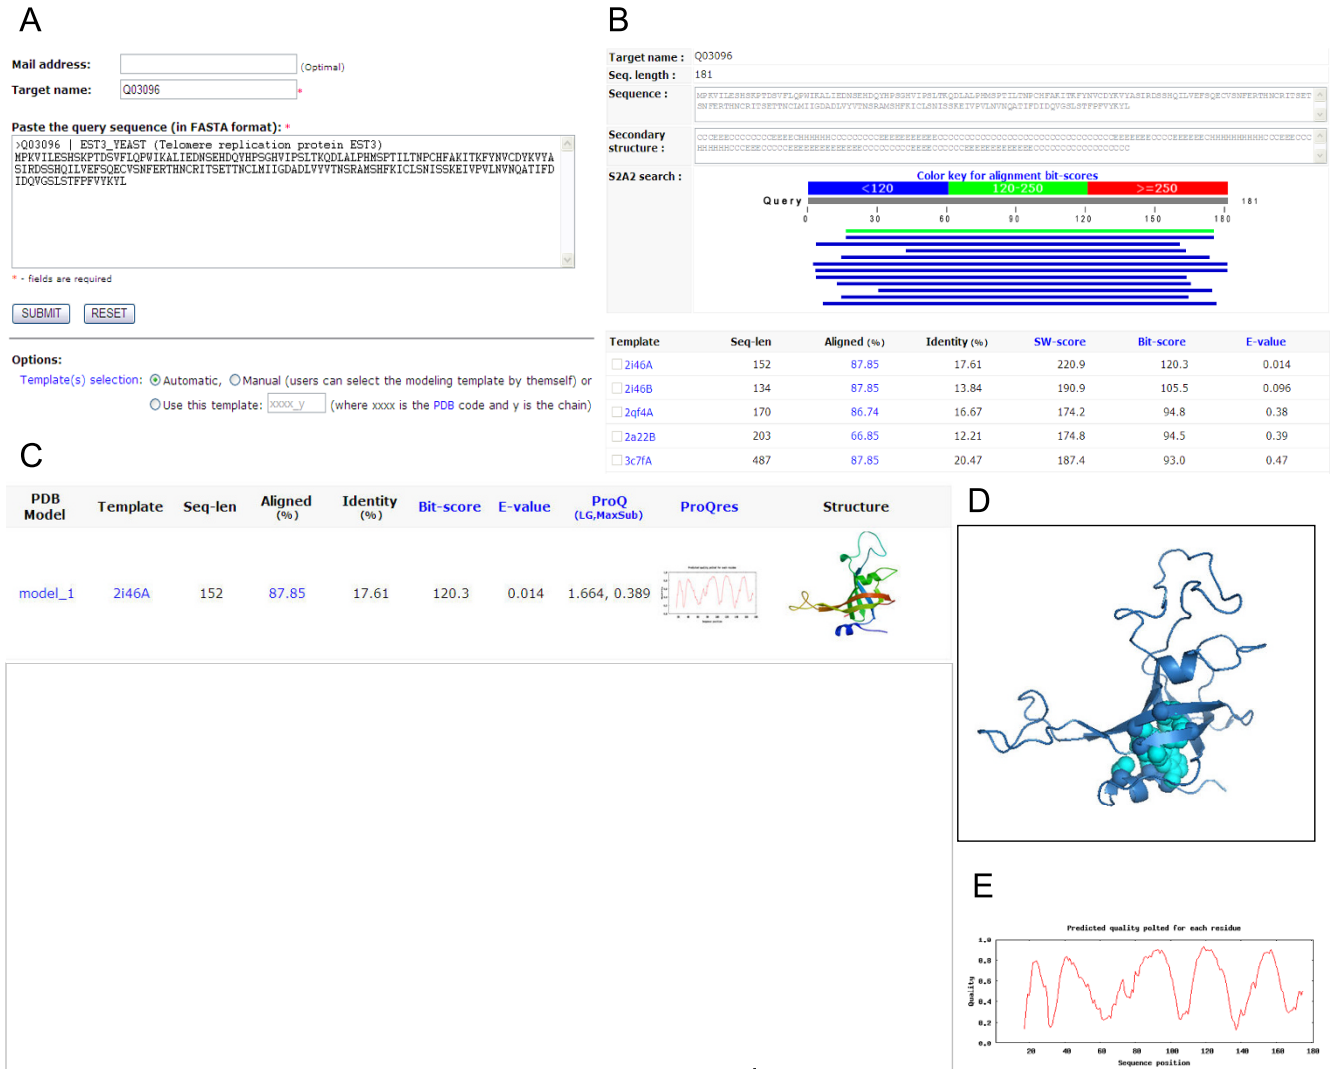 A
Mail address: (Optimal)
Target name: Q03096 *
Paste the query sequence (in FASTA format): *
>Q03096 | EST3_YEAST (Telomere replication protein EST3)
MPKVILESHSKPTDSVFLQPWIKALIEDNSEHDQYHPSGHVIPSLTKQDLALPHMSPTILTNPCHFAKITKFYNVCDYKVYA
SIRDSSHQILVEFSQECVSNFERTHNCRITSETTNCLMIIGDADLVYVTNSRAMSHFKICLSNISSKEIVPVLNVNQATIFD
IDQVGSLSTFPFVYKYL
* - fields are required
SUBMIT RESET
Options:
Template(s) selection: Automatic, Manual (users can select the modeling template by themself) or
Use this template: xxxx_y (where xxxx is the PDB code and y is the chain)
B
Target name : Q03096
Seq. length : 181
Sequence :
Secondary structure :
S2A2 search :
Color key for alignment bit-scores
<120 120-250 >=250
Query 181
0 30 60 90 120 150 180
Template Seq-len Aligned (%) Identity (%) SW-score Bit-score E-value
2i46A 152 87.85 17.61 220.9 120.3 0.014
2i46B 134 87.85 13.84 190.9 105.5 0.096
2qf4A 170 86.74 16.67 174.2 94.8 0.38
2a22B 203 66.85 12.21 174.8 94.5 0.39
3c7fA 487 87.85 20.47 187.4 93.0 0.47
C
PDB Model Template Seq-len Aligned (%) Identity (%) Bit-score E-value ProQ (LG,MaxSub) ProQres Structure
model_1 2i46A 152 87.85 17.61 120.3 0.014 1.664, 0.389
D
E
Predicted quality polted for each residue
Quality
1.0
0.8
0.6
0.4
0.2
0.0
20 40 60 80 100 120 140 160 180
Sequence position